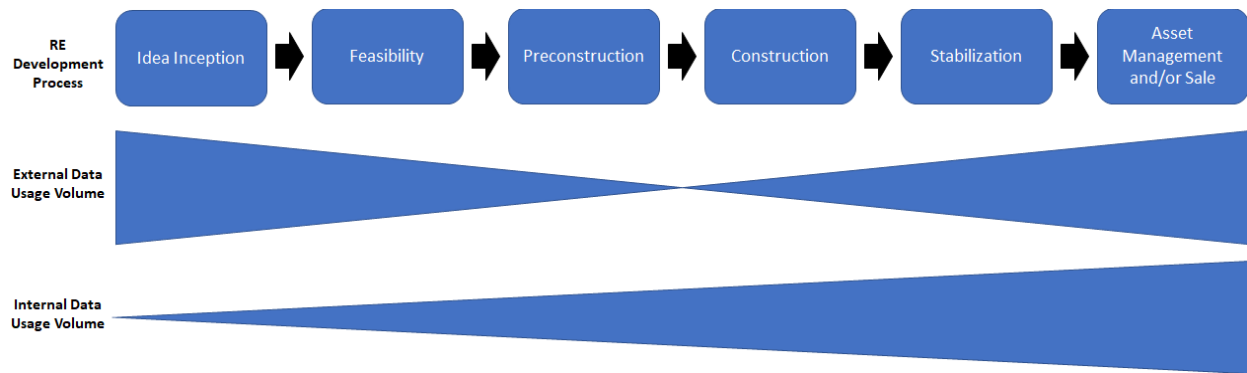 RE
Development
Process
Idea Inception
Feasibility
Preconstruction
Construction
Stabilization
Asset
Management
and/or Sale
External Data
Usage Volume
Internal Data
Usage Volume